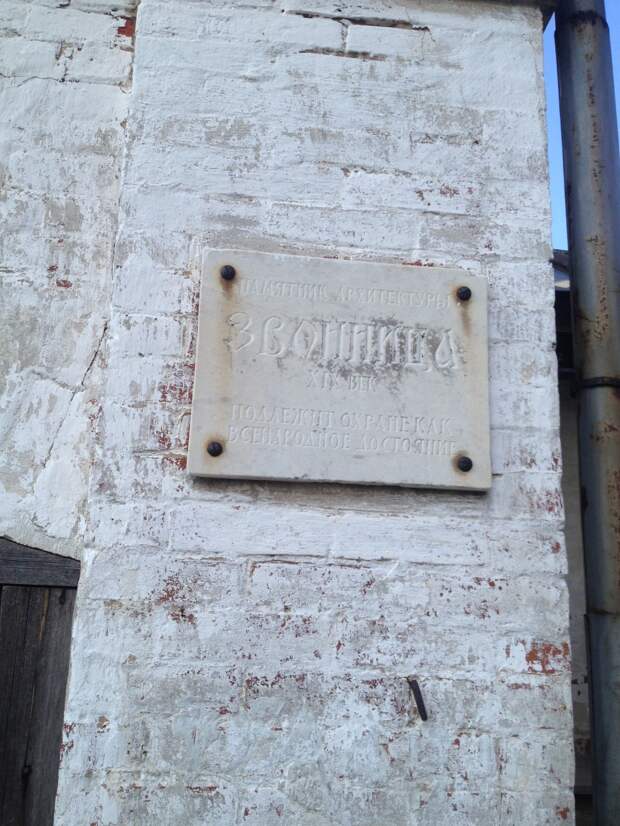 ПАМЯТНИК АРХИТЕКТУРЫ
ЗВОННИЦА
XIX ВЕК
ПОДЛЕЖИТ ОХРАНЕ КАК
ВСЕНАРОДНОЕ ДОСТОЯНИЕ